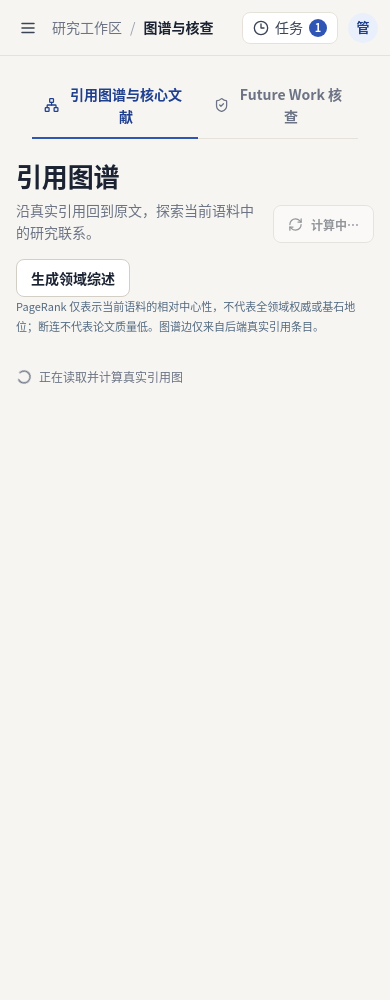 研究工作区 / 图谱与核查
任务 1
管
引用图谱与核心文
献
Future Work 核
查
引用图谱
沿真实引用回到原文，探索当前语料中
的研究联系。
计算中…
生成领域综述
PageRank 仅表示当前语料的相对中心性，不代表全领域权威或基石地
位；断连不代表论文质量低。图谱边仅来自后端真实引用条目。
正在读取并计算真实引用图